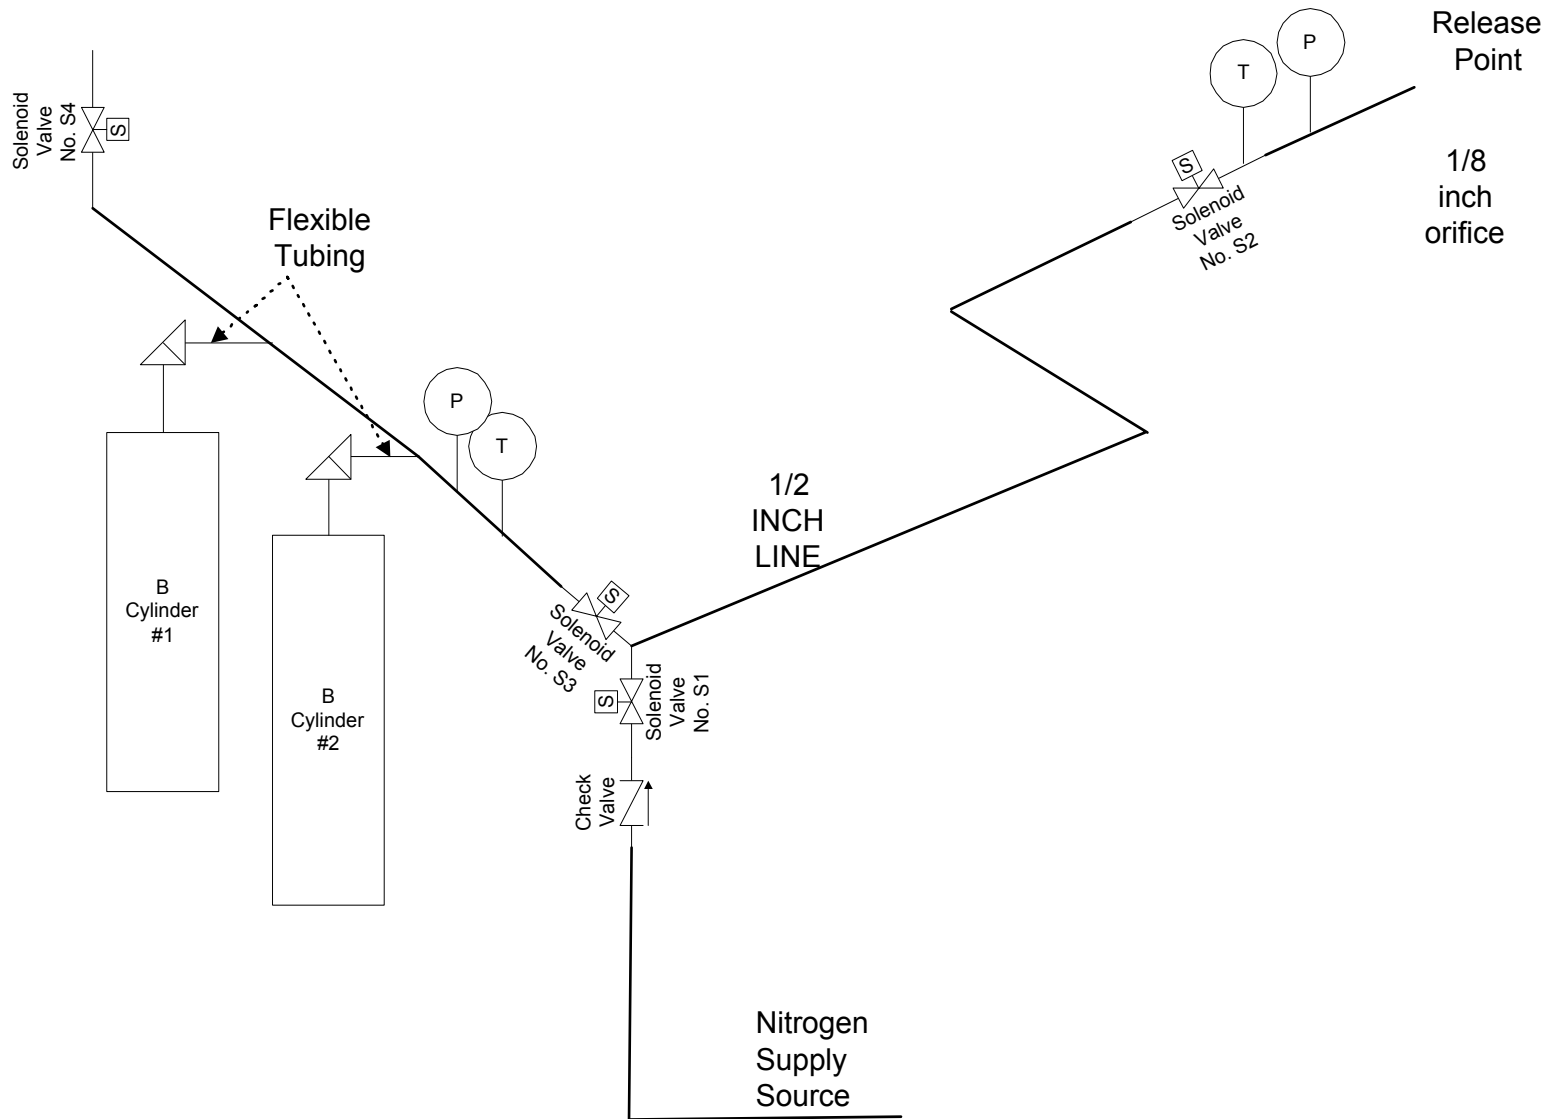 Release
Point
P
T
Solenoid
Valve
No. S4
S
S
1/8
inch
orifice
Solenoid
Valve
No. S2
Flexible
Tubing
P
T
1/2
INCH
LINE
B
Cylinder
#1
S
Solenoid
Valve
No. S3
B
Cylinder
#2
S
Solenoid
Valve
No. S1
Check
Valve
Nitrogen
Supply
Source